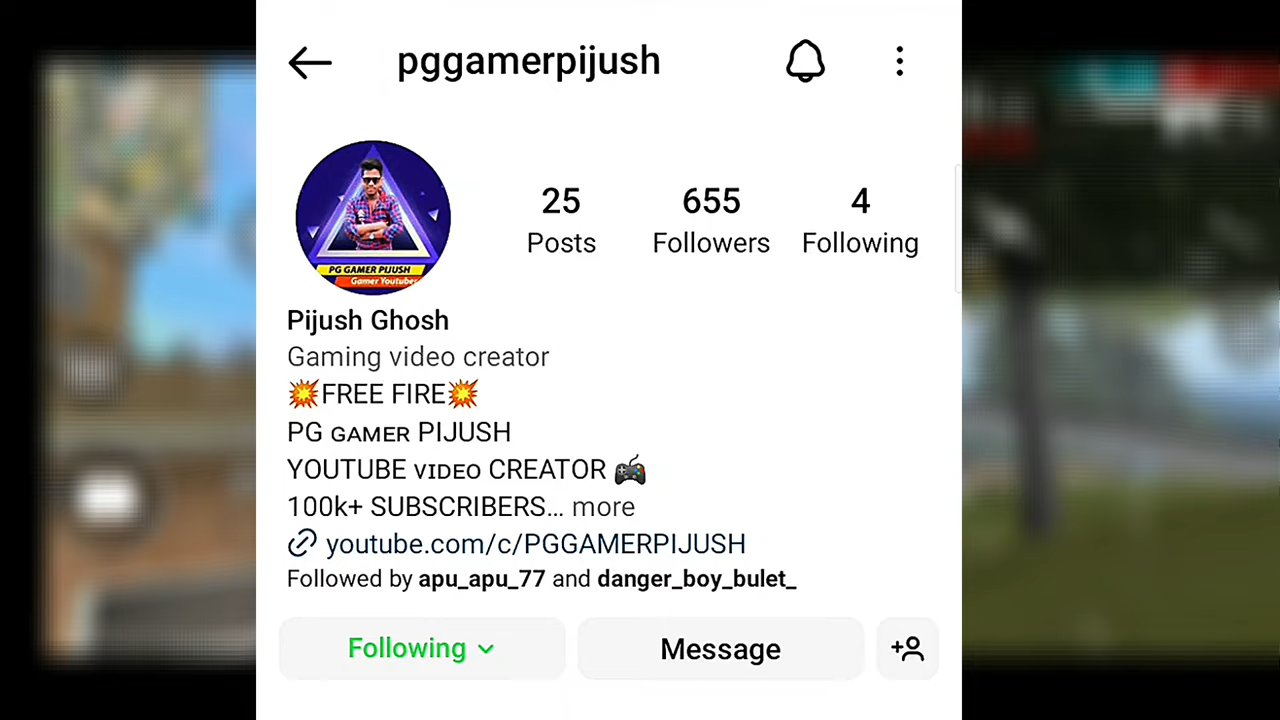 pggamerpijush
PG GAMER PIJUSH
Gamer Youtuber
25 655 4
Posts Followers Following
Pijush Ghosh
Gaming video creator
💥FREE FIRE💥
PG ɢᴀᴍᴇʀ PIJUSH
YOUTUBE ᴠɪᴅᴇᴏ CREATOR 🎮
100k+ SUBSCRIBERS... more
youtube.com/c/PGGAMERPIJUSH
Followed by apu_apu_77 and danger_boy_bulet_
Following Message